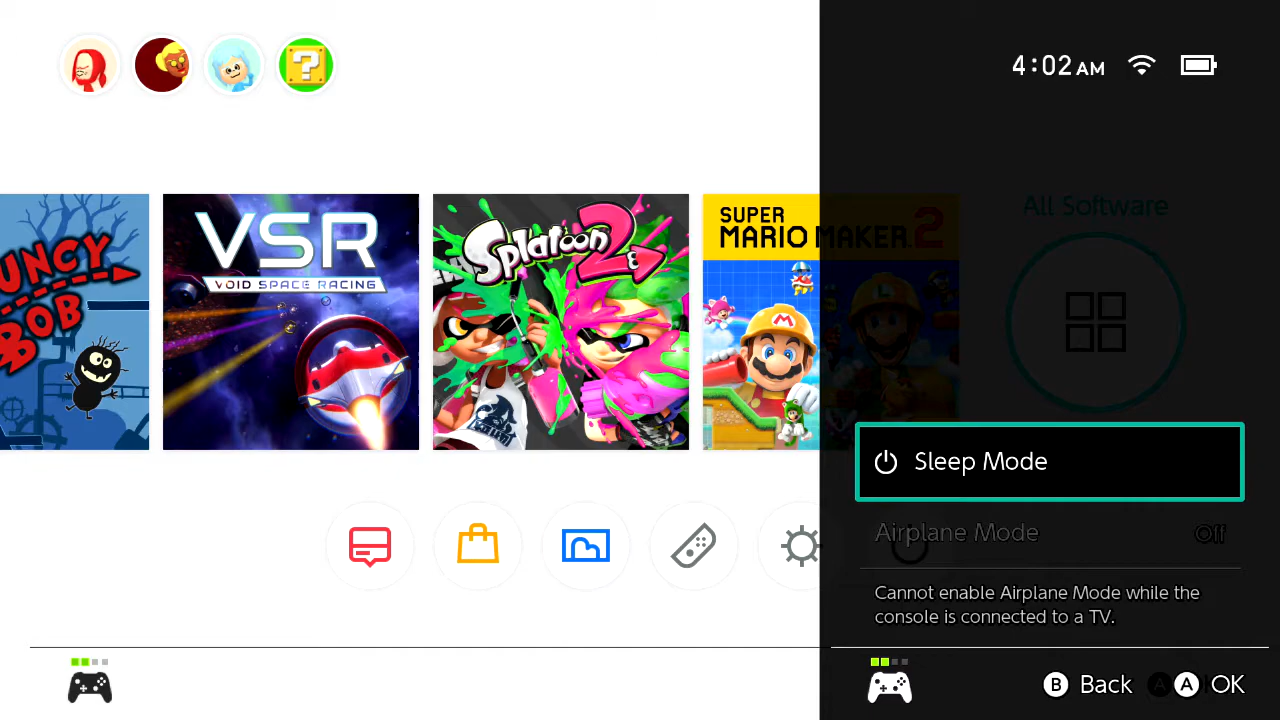 4:02 AM
UNCY
BOB
VSR
VOID SPACE RACING
Splatoon 2
SUPER
MARIO MAKER 2
All Software
Sleep Mode
Airplane Mode Off
Cannot enable Airplane Mode while the
console is connected to a TV.
B Back A OK